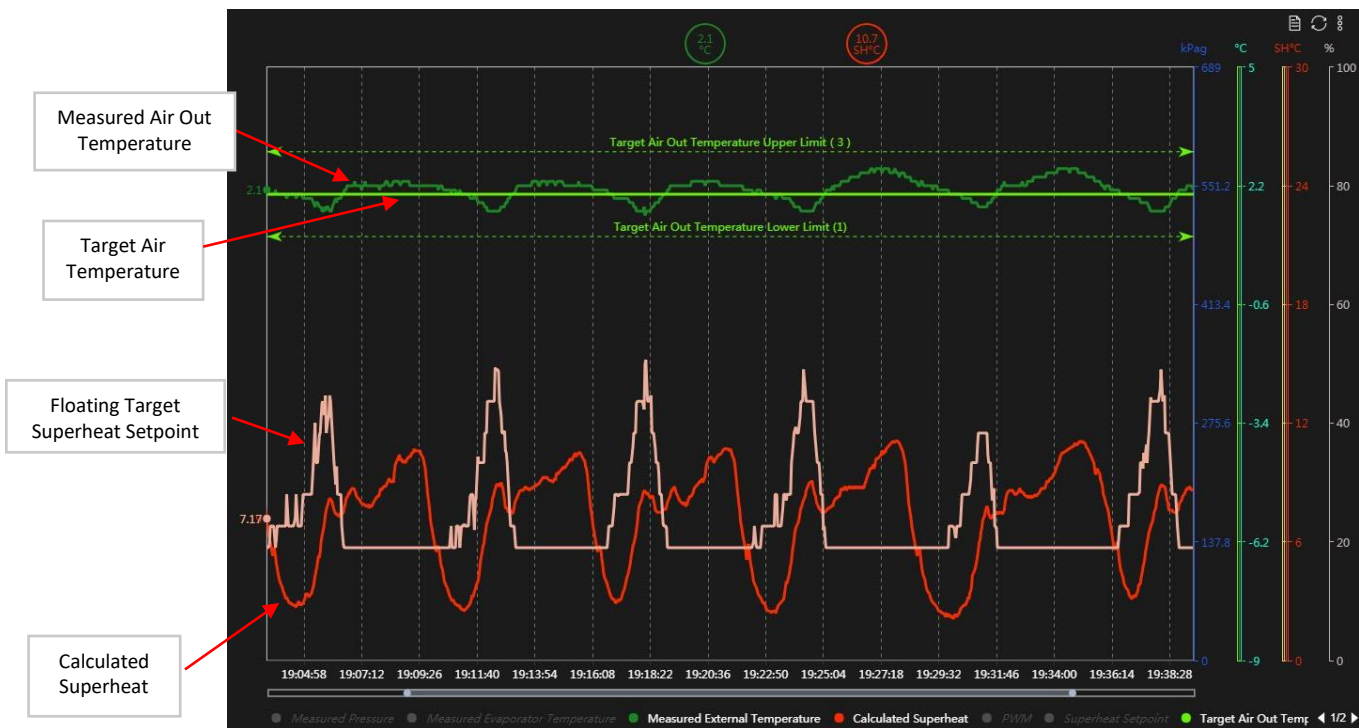 2.1
°C
10.7
SH°C
kPag °C SH°C %
689 5 30 100
Measured Air Out
Temperature
Target Air Out Temperature Upper Limit ( 3 )
2.1
551.2 2.2 24 80
Target Air
Temperature
Target Air Out Temperature Lower Limit (1)
413.4 -0.6 18 60
Floating Target
Superheat Setpoint
275.6 -3.4 12 40
7.17
137.8 -6.2 6 20
Calculated
Superheat
0 -9 0 0
19:04:58 19:07:12 19:09:26 19:11:40 19:13:54 19:16:08 19:18:22 19:20:36 19:22:50 19:25:04 19:27:18 19:29:32 19:31:46 19:34:00 19:36:14 19:38:28
Measured Pressure Measured Evaporator Temperature Measured External Temperature Calculated Superheat PWM Superheat Setpoint Target Air Out Temp 1/2